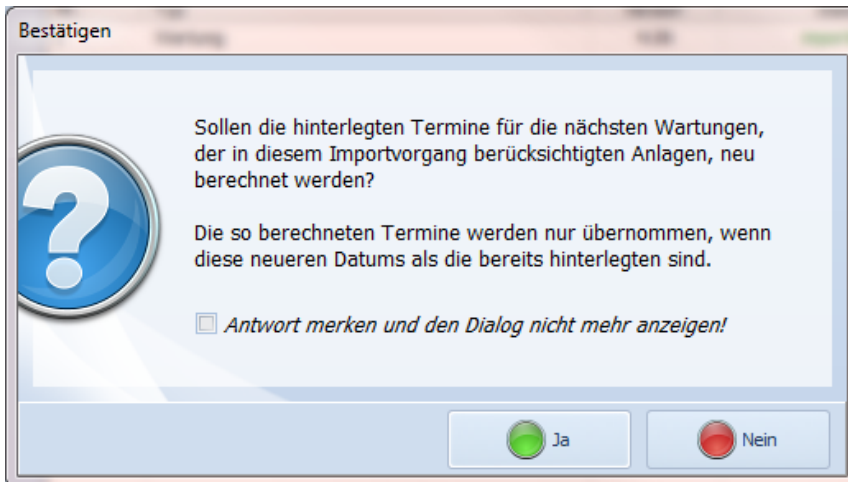 Bestätigen
Sollen die hinterlegten Termine für die nächsten Wartungen,
der in diesem Importvorgang berücksichtigten Anlagen, neu
berechnet werden?
Die so berechneten Termine werden nur übernommen, wenn
diese neueren Datums als die bereits hinterlegten sind.
Antwort merken und den Dialog nicht mehr anzeigen!
Ja
Nein